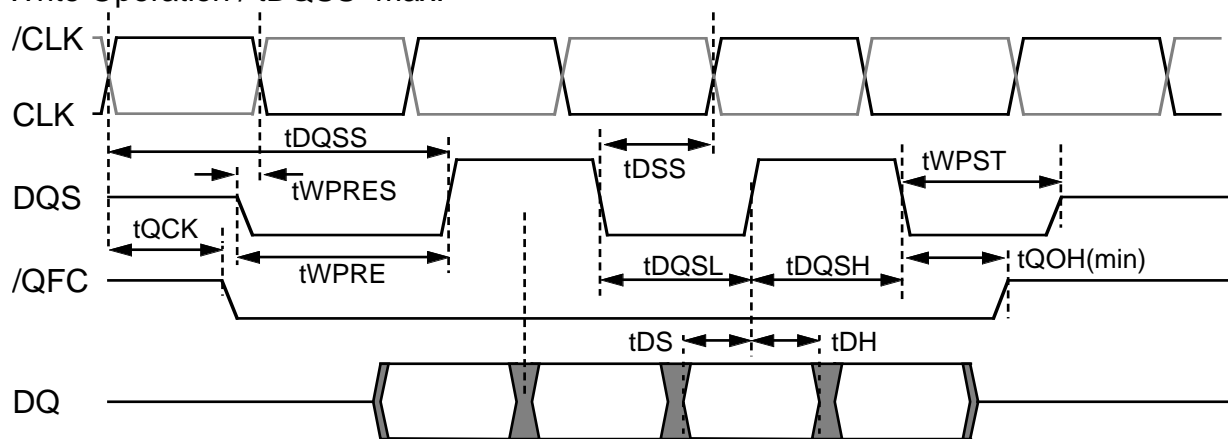 Write Operation / tDQSS=max.
/CLK
CLK
tDQSS
tDSS
tWPST
DQS
tWPRES
tQCK
tWPRE
tDQSL
tDQSH
tQOH(min)
/QFC
tDS
tDH
DQ